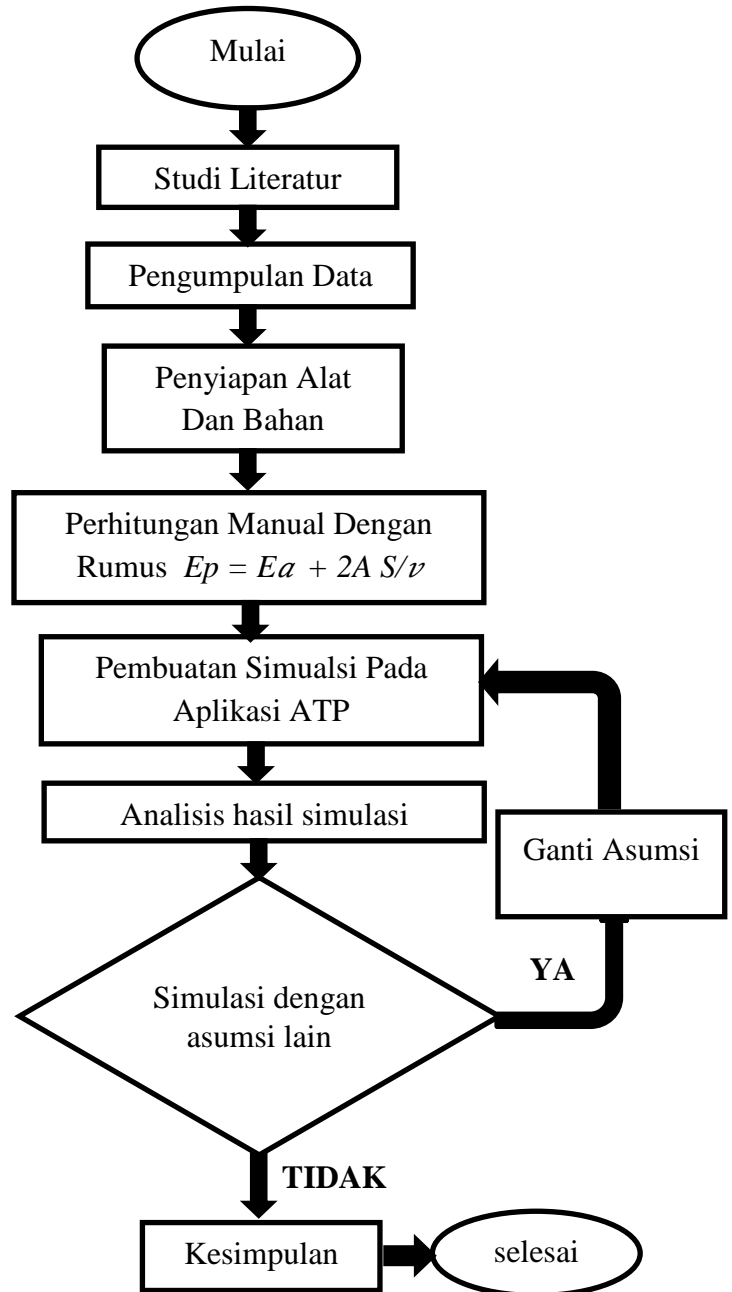 Mulai
Studi Literatur
Pengumpulan Data
Penyiapan Alat
Dan Bahan
Perhitungan Manual Dengan
Rumus Ep = Ea + 2A S/v
Pembuatan Simualsi Pada
Aplikasi ATP
Analisis hasil simulasi
Ganti Asumsi
YA
Simulasi dengan
asumsi lain
TIDAK
Kesimpulan
selesai